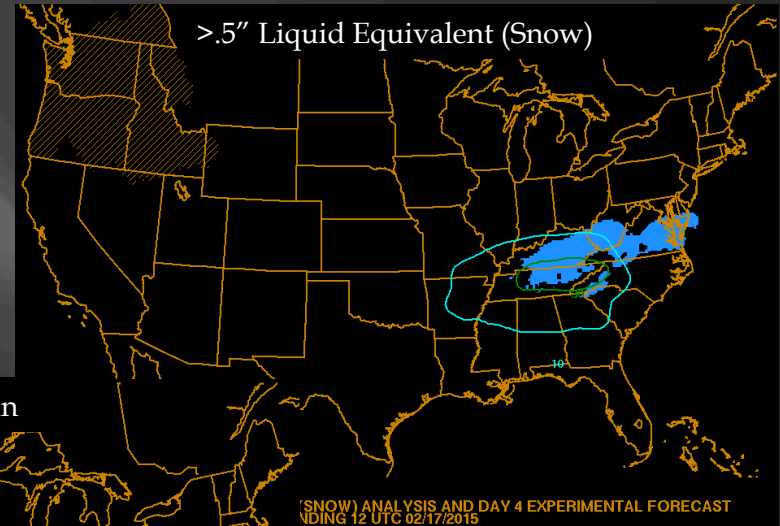 >.5” Liquid Equivalent (Snow)
10
n
(SNOW) ANALYSIS AND DAY 4 EXPERIMENTAL FORECAST
NDING 12 UTC 02/17/2015